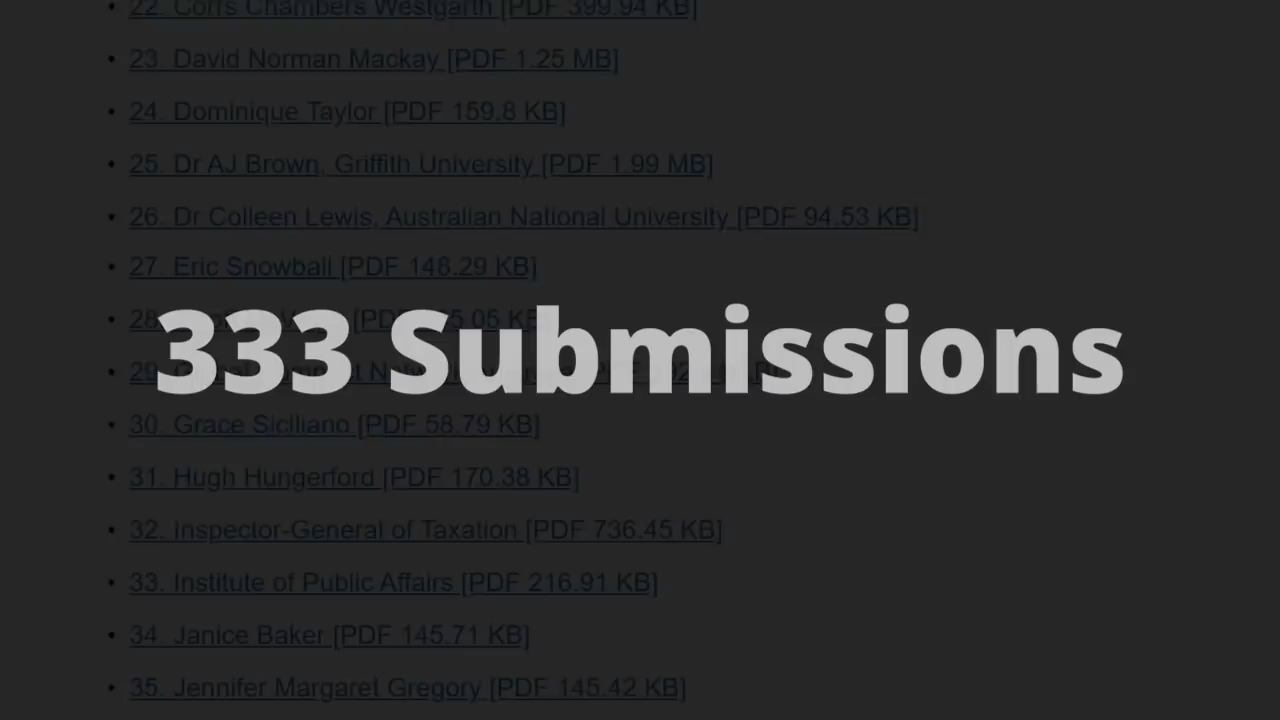 22. Corrs Chambers Westgarth [PDF 399.94 KB]
• 23. David Norman Mackay [PDF 1.25 MB]
• 24. Dominique Taylor [PDF 159.8 KB]
• 25. Dr AJ Brown, Griffith University [PDF 1.99 MB]
• 26. Dr Colleen Lewis, Australian National University [PDF 94.53 KB]
• 27. Eric Snowball [PDF 148.29 KB]
• 28.
333 Submissions
• 29.
• 30. Grace Siclliano [PDF 58.79 KB]
• 31. Hugh Hungerford [PDF 170.38 KB]
• 32. Inspector-General of Taxation [PDF 736.45 KB]
• 33. Institute of Public Affairs [PDF 216.91 KB]
• 34. Janice Baker [PDF 145.71 KB]
• 35. Jennifer Margaret Gregory [PDF 145.42 KB]